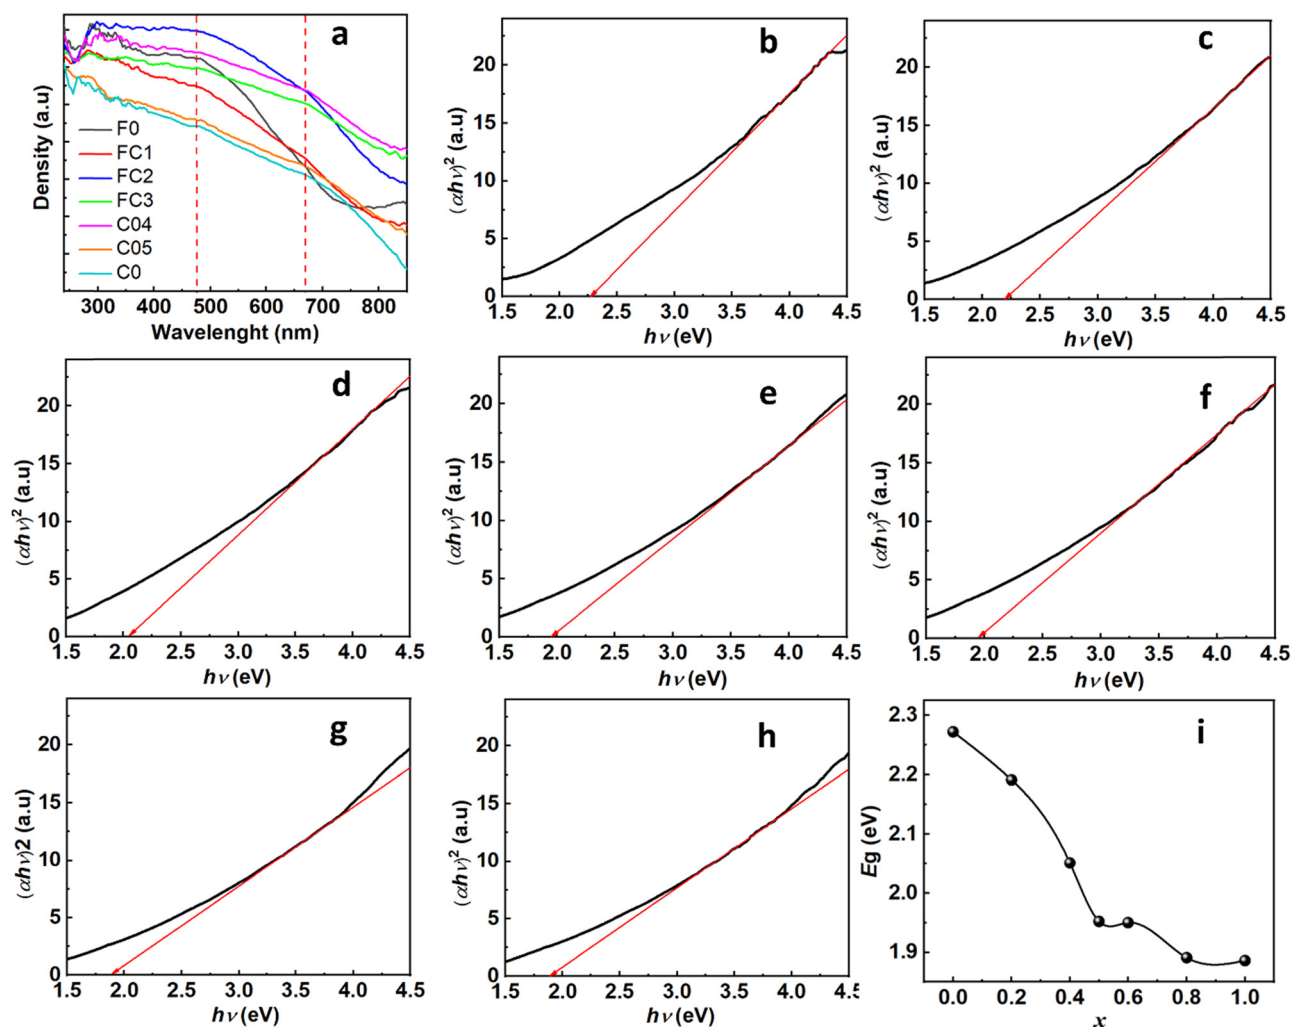 a
Density (a.u)
F0
FC1
FC2
FC3
C04
C05
C0
300 400 500 600 700 800
Wavelenght (nm)
b
(αhν)² (a.u)
20
15
10
5
0
1.5 2.0 2.5 3.0 3.5 4.0 4.5
hν (eV)
c
(αhν)² (a.u)
20
15
10
5
0
1.5 2.0 2.5 3.0 3.5 4.0 4.5
hν (eV)
d
(αhν)² (a.u)
20
15
10
5
0
1.5 2.0 2.5 3.0 3.5 4.0 4.5
hν (eV)
e
(αhν)² (a.u)
20
15
10
5
0
1.5 2.0 2.5 3.0 3.5 4.0 4.5
hν (eV)
f
(αhν)² (a.u)
20
15
10
5
0
1.5 2.0 2.5 3.0 3.5 4.0 4.5
hν (eV)
g
(αhν)2 (a.u)
20
15
10
5
0
1.5 2.0 2.5 3.0 3.5 4.0 4.5
hν (eV)
h
(αhν)² (a.u)
20
15
10
5
0
1.5 2.0 2.5 3.0 3.5 4.0 4.5
hν (eV)
i
Eg (eV)
2.3
2.2
2.1
2.0
1.9
0.0 0.2 0.4 0.6 0.8 1.0
x